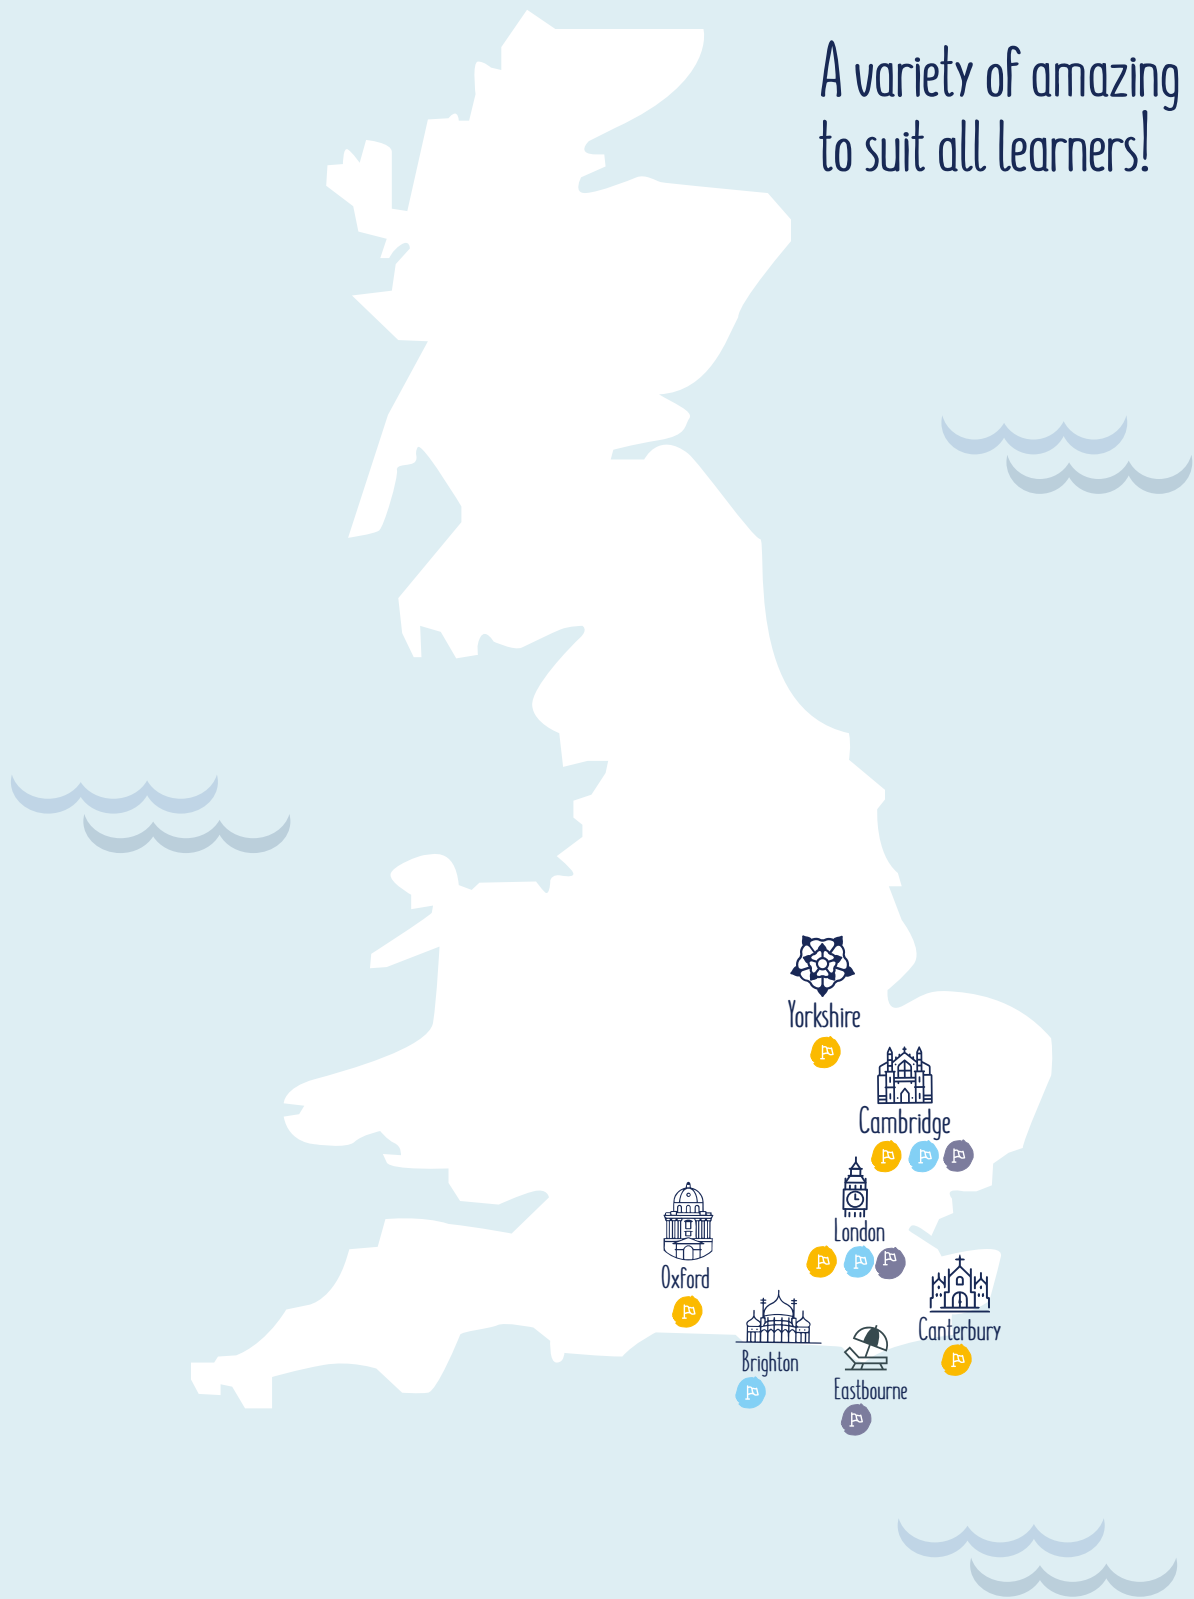 A variety of amazing
to suit all learners!
Yorkshire
Cambridge
London
Oxford
Canterbury
Brighton
Eastbourne